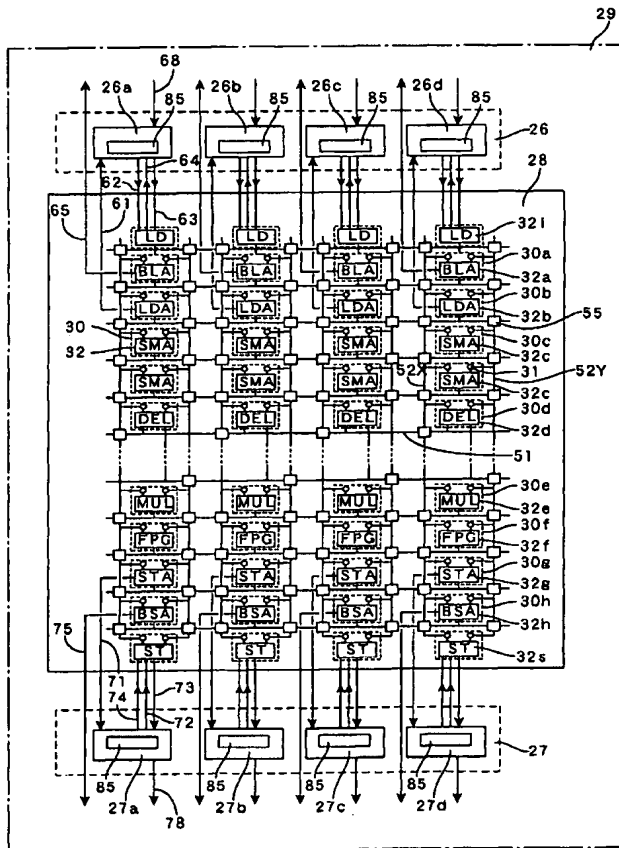 29
68
26a 85 26b 85 26c 85 26d 85
26
62 64
28
65 61 63
LD LD LD LD 32i
30a
BLA BLA BLA BLA 32a
30b
LDA LDA LDA LDA 32b
55
30 30c
32 SMA SMA SMA SMA 32c
52X 31 52Y
SMA SMA SMA SMA 32c
DEL DEL DEL DEL 30d
32d
51
30e
MUL MUL MUL MUL 32e
30f
FPG FPG FPG FPG 32f
30g
STA STA STA STA 32g
30h
BSA BSA BSA BSA 32h
75
ST ST ST ST 32s
71 73
74 72
27
85 27a 85 27b 85 27c 85 27d
78